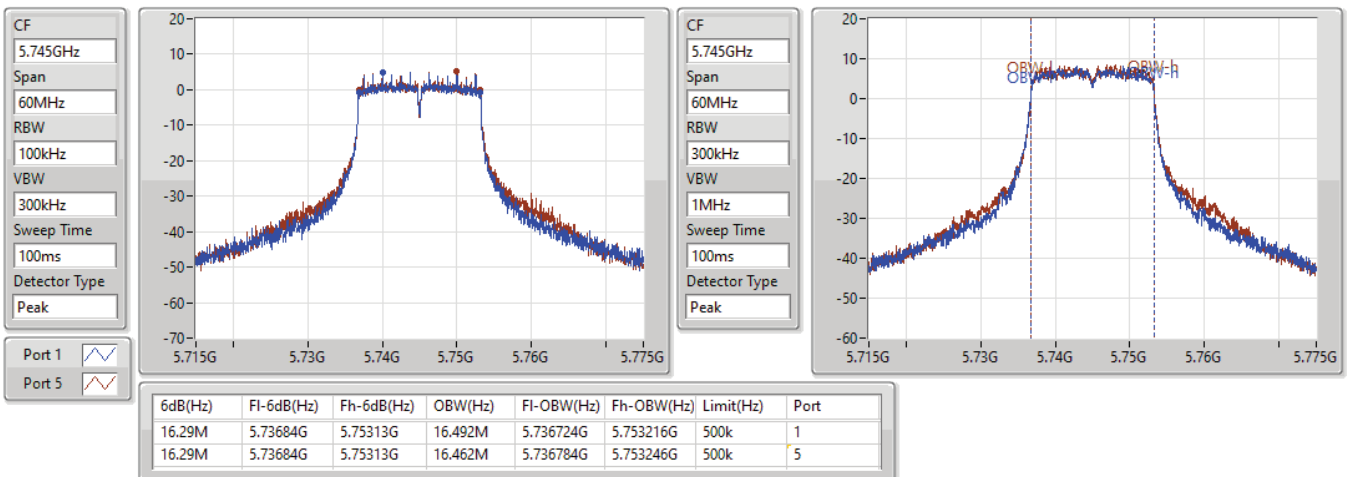 CF
5.745GHz
Span
60MHz
RBW
100kHz
VBW
300kHz
Sweep Time
100ms
Detector Type
Peak
Port 1
Port 5
20
10
0
-10
-20
-30
-40
-50
-60
-70
5.715G 5.73G 5.74G 5.75G 5.76G 5.775G
CF
5.745GHz
Span
60MHz
RBW
300kHz
VBW
1MHz
Sweep Time
100ms
Detector Type
Peak
20
10
0
-10
-20
-30
-40
-50
-60
OBW-h
5.715G 5.73G 5.74G 5.75G 5.76G 5.775G
6dB(Hz) Fl-6dB(Hz) Fh-6dB(Hz) OBW(Hz) Fl-OBW(Hz) Fh-OBW(Hz) Limit(Hz) Port
16.29M 5.73684G 5.75313G 16.492M 5.736724G 5.753216G 500k 1
16.29M 5.73684G 5.75313G 16.462M 5.736784G 5.753246G 500k 5